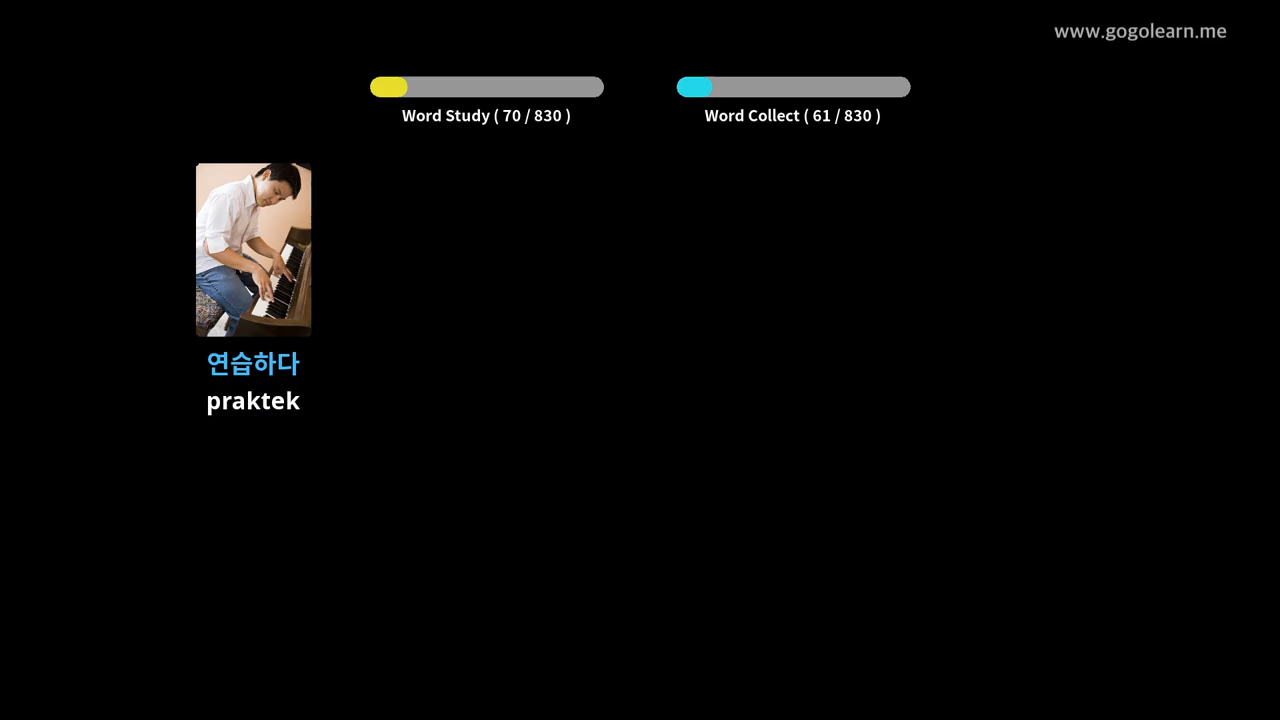 www.gogolearn.me
Word Study ( 70 / 830 )
Word Collect ( 61 / 830 )
연습하다
praktek